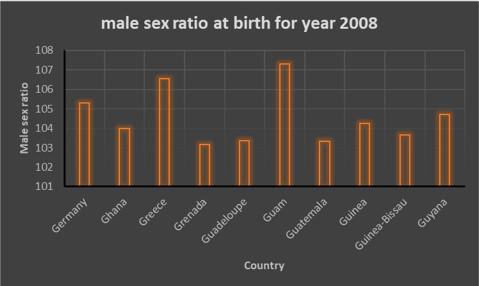 male sex ratio at birth for year 2008
Male sex ratio
108
107
106
105
104
103
102
101
Germany
Ghana
Greece
Grenada
Guadeloupe
Guam
Guatemala
Guinea
Guinea-Bissau
Guyana
Country